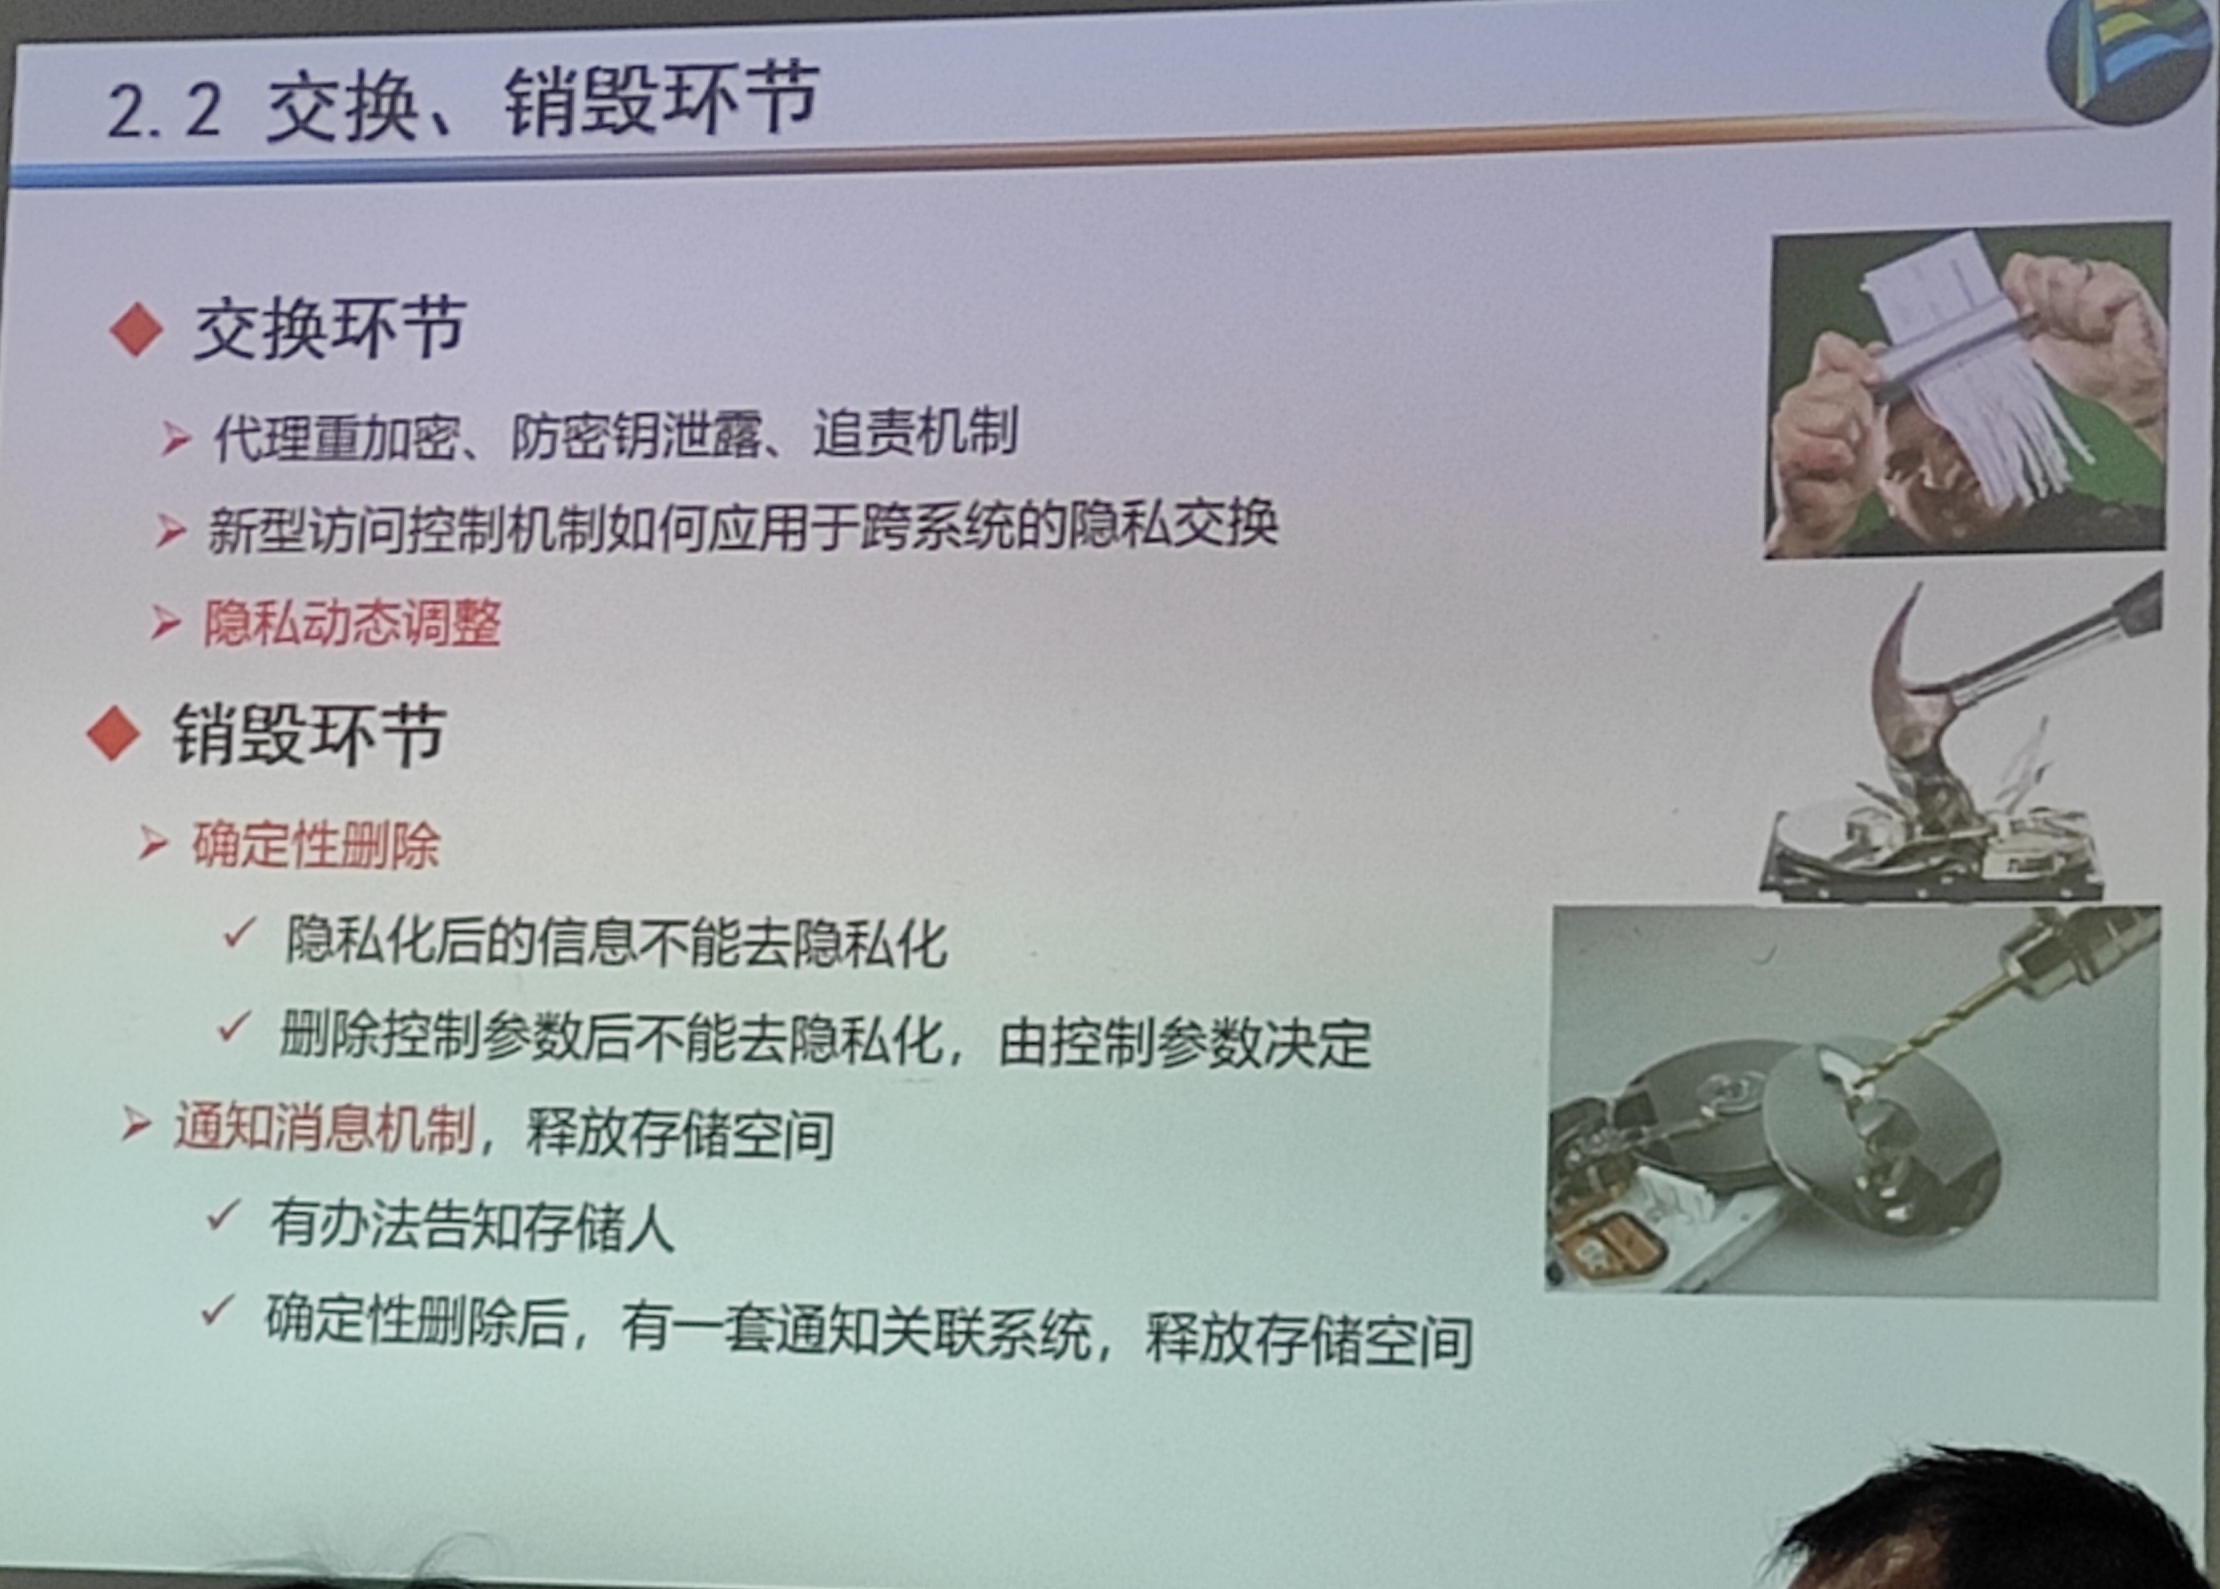 2.2 交换、销毁环节
交换环节
代理重加密、防密钥泄露、追责机制
新型访问控制机制如何应用于跨系统的隐私交换
隐私动态调整
销毁环节
确定性删除
隐私化后的信息不能去隐私化
删除控制参数后不能去隐私化，由控制参数决定
通知消息机制，释放存储空间
有办法告知存储人
确定性删除后，有一套通知关联系统，释放存储空间